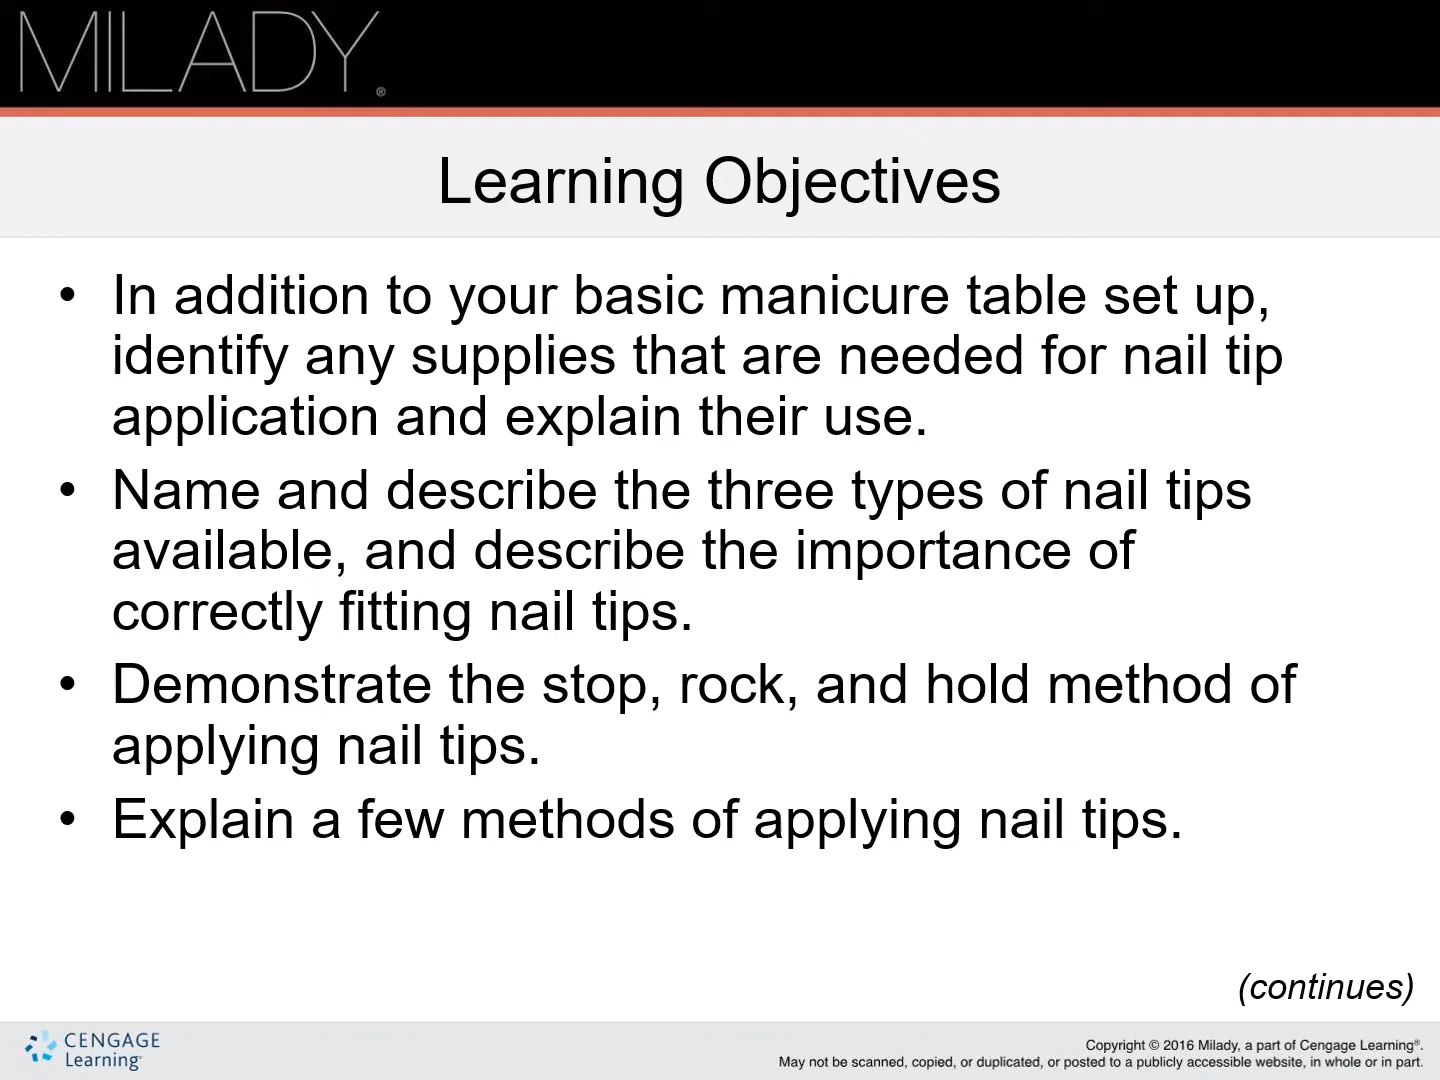 MILADY®
Learning Objectives
• In addition to your basic manicure table set up,
identify any supplies that are needed for nail tip
application and explain their use.
• Name and describe the three types of nail tips
available, and describe the importance of
correctly fitting nail tips.
• Demonstrate the stop, rock, and hold method of
applying nail tips.
• Explain a few methods of applying nail tips.
(continues)
CENGAGE
Learning
Copyright © 2016 Milady, a part of Cengage Learning®.
May not be scanned, copied, or duplicated, or posted to a publicly accessible website, in whole or in part.